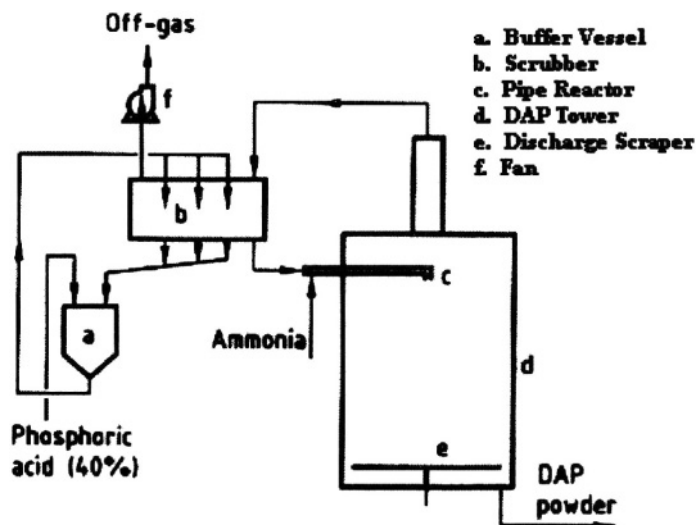 Off-gas
f
a. Buffer Vessel
b. Scrubber
c. Pipe Reactor
d. DAP Tower
e. Discharge Scraper
f. Fan
b
c
a
Ammonia
d
Phosphoric
acid (40%)
e
DAP
powder